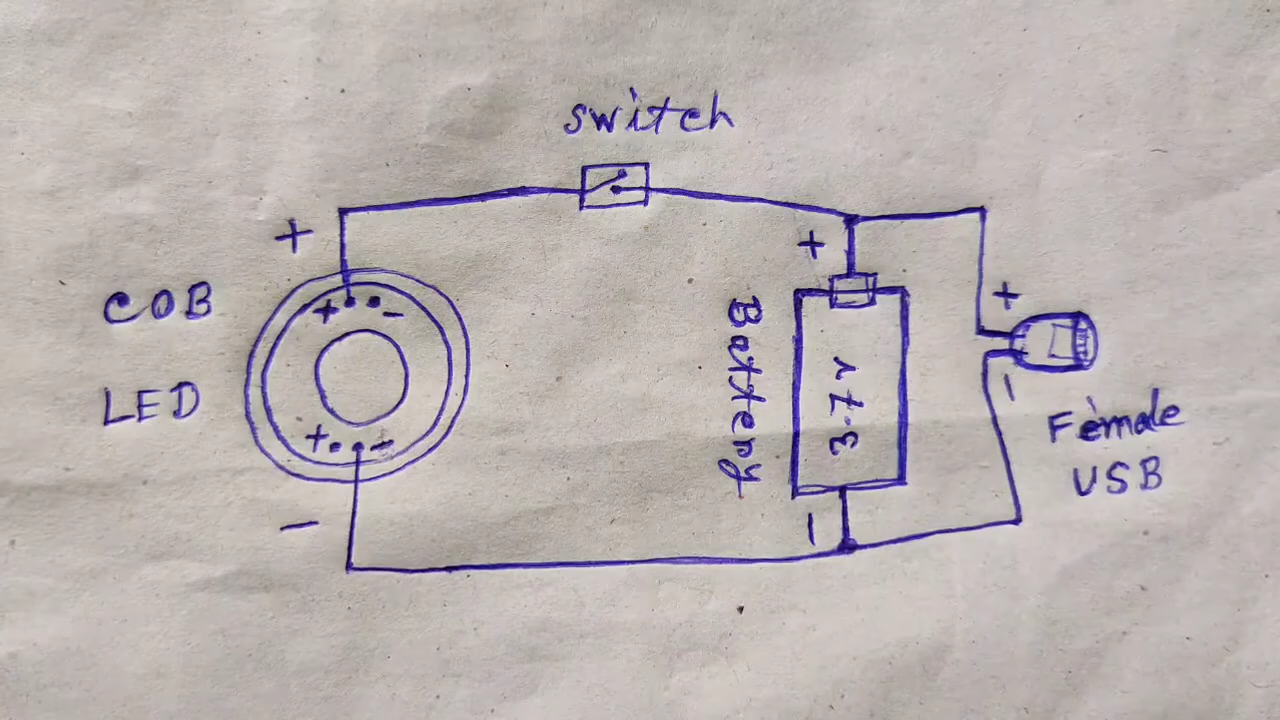 switch
+
+
COB
+ -
Battery
3.7v
+
LED
+ -
-
Female
USB
-
-